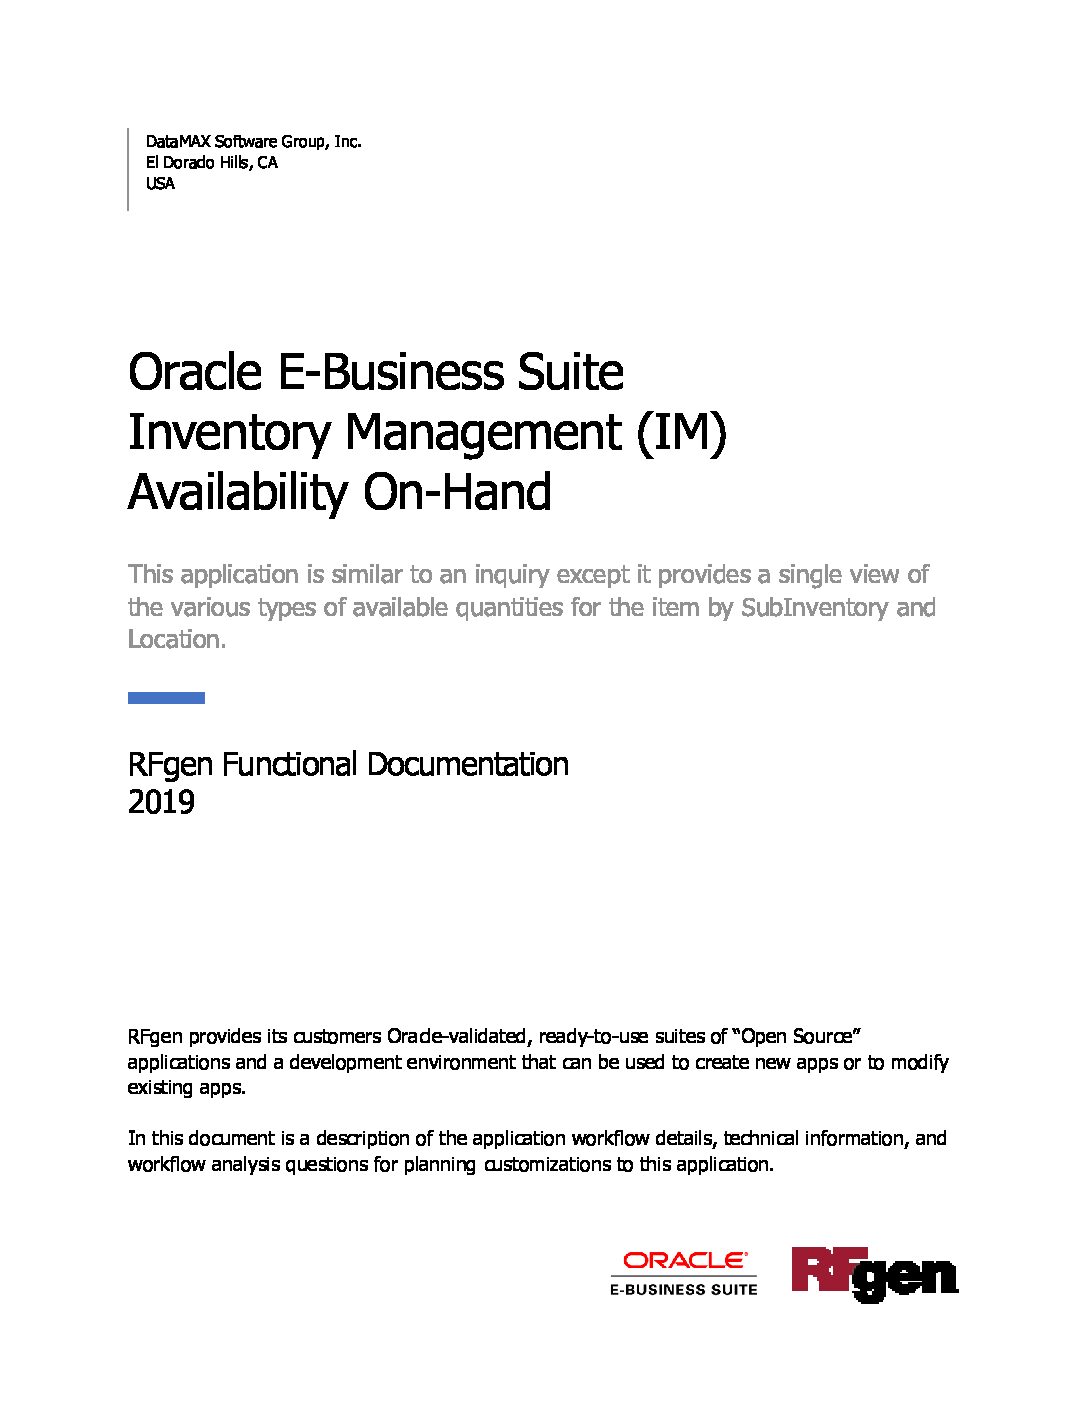 DataMAX Software Group, Inc.
El Dorado Hills, CA
USA
Oracle E-Business Suite
Inventory Management (IM)
Availability On-Hand
This application is similar to an inquiry except it provides a single view of
the various types of available quantities for the item by SubInventory and
Location.
RFgen Functional Documentation
2019
RFgen provides its customers Oracle-validated, ready-to-use suites of “Open Source”
applications and a development environment that can be used to create new apps or to modify
existing apps.
In this document is a description of the application workflow details, technical information, and
workflow analysis questions for planning customizations to this application.
ORACLE®
E-BUSINESS SUITE
RFgen